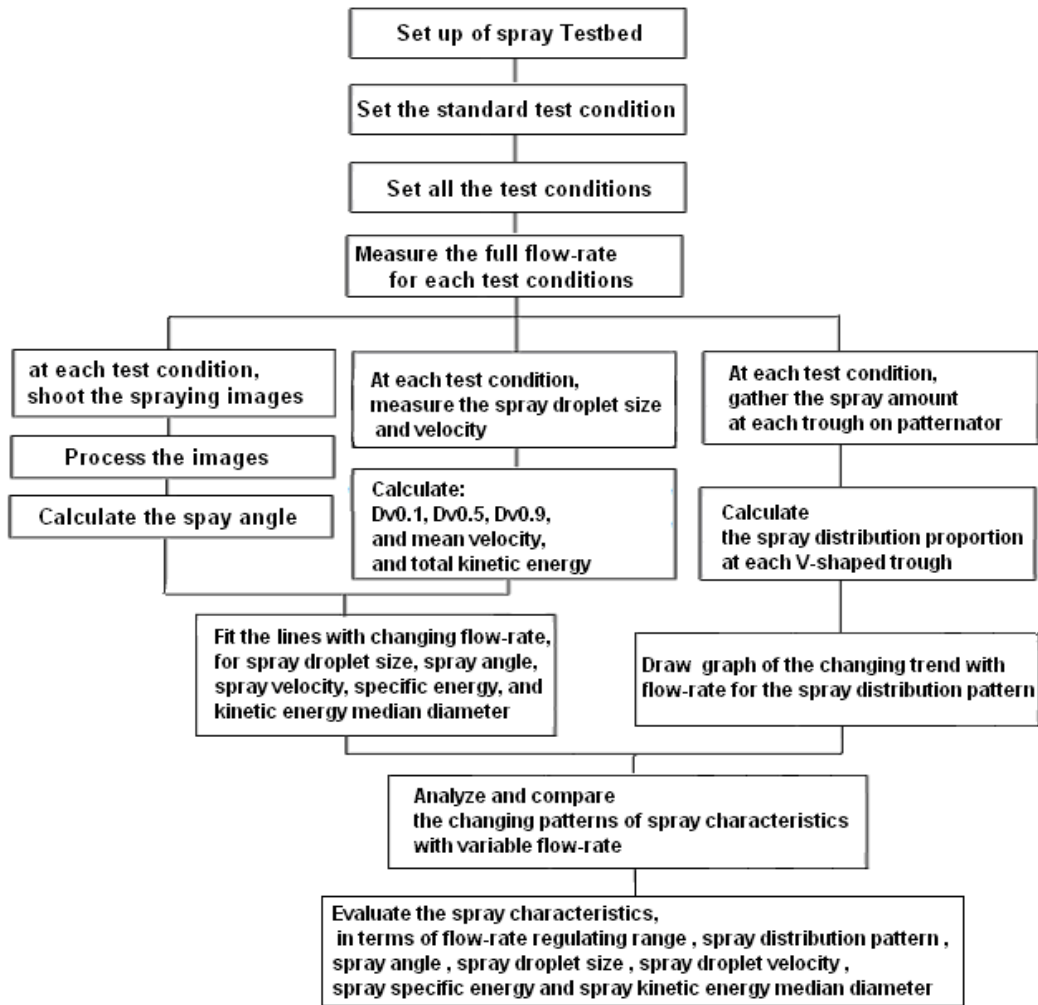 Set up of spray Testbed
Set the standard test condition
Set all the test conditions
Measure the full flow-rate
for each test conditions
at each test condition,
shoot the spraying images
Process the images
Calculate the spay angle
At each test condition,
measure the spray droplet size
and velocity
Calculate:
Dv0.1, Dv0.5, Dv0.9,
and mean velocity,
and total kinetic energy
At each test condition,
gather the spray amount
at each trough on patternator
Calculate
the spray distribution proportion
at each V-shaped trough
Fit the lines with changing flow-rate,
for spray droplet size, spray angle,
spray velocity, specific energy, and
kinetic energy median diameter
Draw graph of the changing trend with
flow-rate for the spray distribution pattern
Analyze and compare
the changing patterns of spray characteristics
with variable flow-rate
Evaluate the spray characteristics,
in terms of flow-rate regulating range , spray distribution pattern ,
spray angle , spray droplet size , spray droplet velocity ,
spray specific energy and spray kinetic energy median diameter